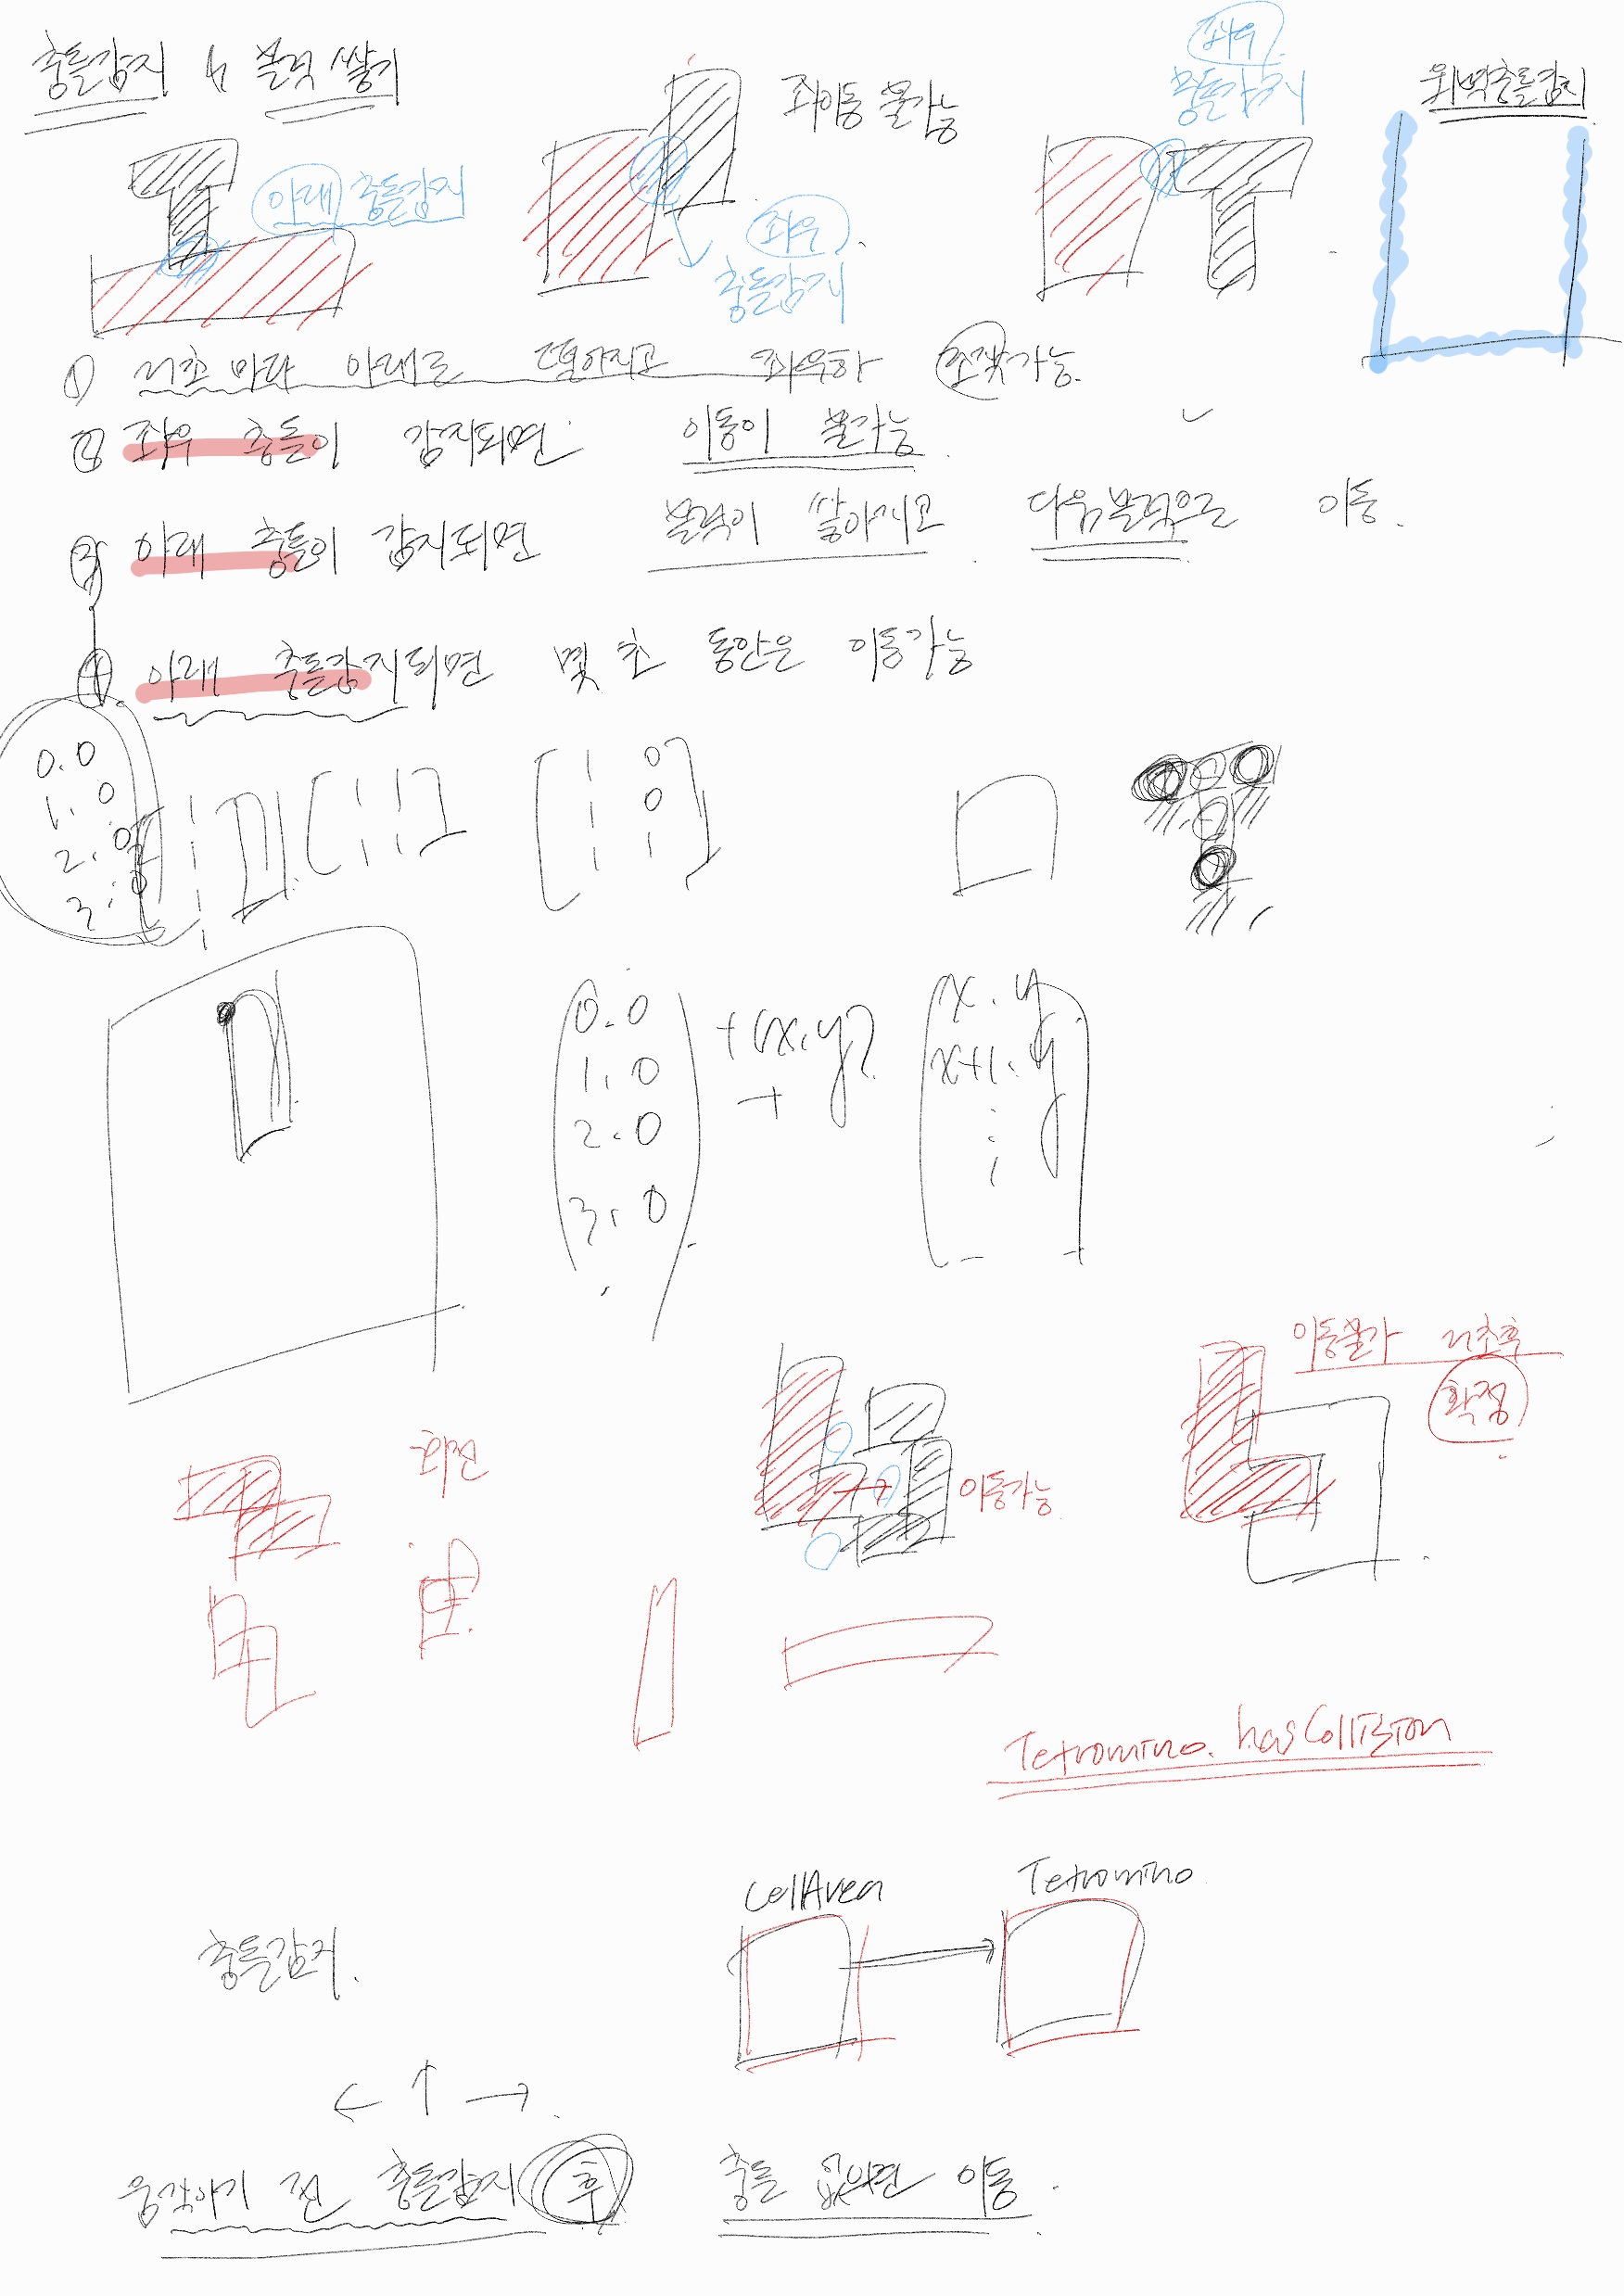 충돌감지 & 블럭쌓기
아래 충돌감지
좌이동 불가능
좌우
충돌감지
좌우
충돌감지
외벽충돌감지
① 마다 아래로 떨어지고 좌우하 조작가능.
② 좌우 충돌이 감지되면 이동이 불가능.
③ 아래 충돌이 감지되면 블럭이 쌓아지고 다음블럭으로 이동.
④ 아래 충돌감지되면 몇 초 동안은 이동가능
0.0
1.0
2.0
3.0
0.0
1.0
2.0
3.0
+(x.y)
→
x.y
x+1.y
이동불가
확정
회전
이동가능
Tetromino.hasCollision
CellArea
Tetromino
충돌감지.
← ↑ →
움직이기 전 충돌감지 후 충돌 없으면 이동.